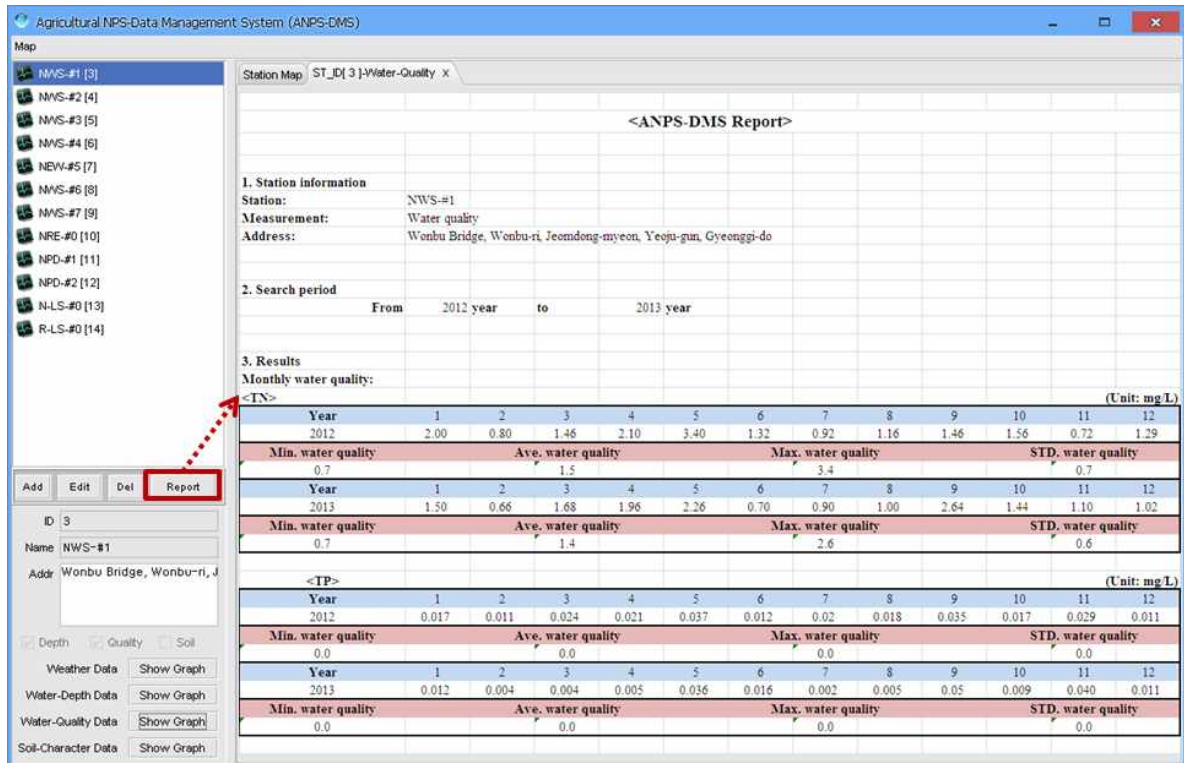 Agricultural NPS-Data Management System (ANPS-DMS)
Map
NWS-#1 [3]
NWS-#2 [4]
NWS-#3 [5]
NWS-#4 [6]
NEW-#5 [7]
NWS-#6 [8]
NWS-#7 [9]
NRE-#0 [10]
NPD-#1 [11]
NPD-#2 [12]
N-LS-#0 [13]
R-LS-#0 [14]
Add Edit Del Report
ID 3
Name NWS-#1
Addr Wonbu Bridge, Wonbu-ri, J
Depth Quality Soil
Weather Data Show Graph
Water-Depth Data Show Graph
Water-Quality Data Show Graph
Soil-Character Data Show Graph
Station Map ST_ID[ 3 ]-Water-Quality X
<ANPS-DMS Report>
1. Station information
Station: NWS-#1
Measurement: Water quality
Address: Wonbu Bridge, Wonbu-ri, Jeomdong-myeon, Yeoju-gun, Gyeonggi-do
2. Search period
From 2012 year to 2013 year
3. Results
Monthly water quality:
<TN> (Unit: mg/L)
Year 1 2 3 4 5 6 7 8 9 10 11 12
2012 2.00 0.80 1.46 2.10 3.40 1.32 0.92 1.16 1.46 1.56 0.72 1.29
Min. water quality Ave. water quality Max. water quality STD. water quality
0.7 1.5 3.4 0.7
Year 1 2 3 4 5 6 7 8 9 10 11 12
2013 1.50 0.66 1.68 1.96 2.26 0.70 0.90 1.00 2.64 1.44 1.10 1.02
Min. water quality Ave. water quality Max. water quality STD. water quality
0.7 1.4 2.6 0.6
<TP> (Unit: mg/L)
Year 1 2 3 4 5 6 7 8 9 10 11 12
2012 0.017 0.011 0.024 0.021 0.037 0.012 0.02 0.018 0.035 0.017 0.029 0.011
Min. water quality Ave. water quality Max. water quality STD. water quality
0.0 0.0 0.0 0.0
Year 1 2 3 4 5 6 7 8 9 10 11 12
2013 0.012 0.004 0.004 0.005 0.036 0.016 0.002 0.005 0.05 0.009 0.040 0.011
Min. water quality Ave. water quality Max. water quality STD. water quality
0.0 0.0 0.0 0.0